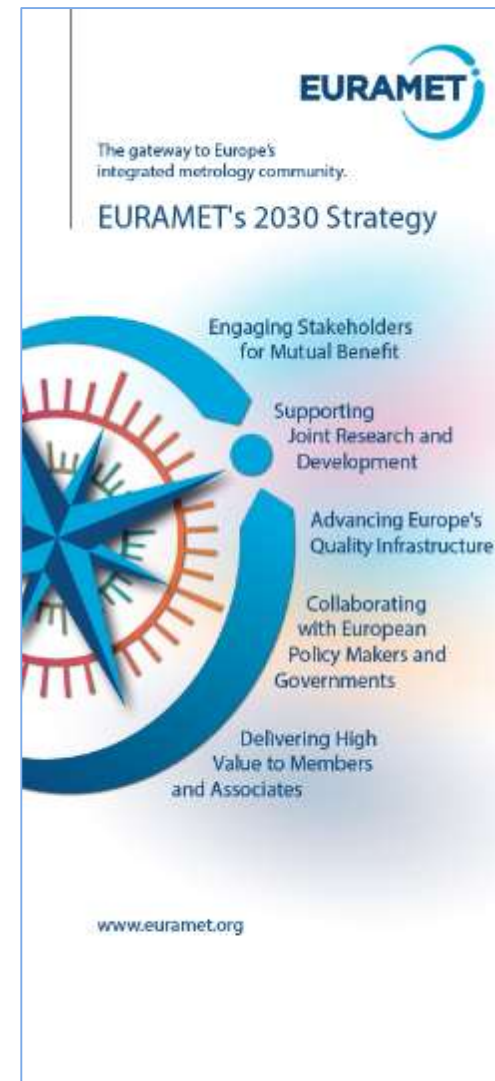 EURAMET
The gateway to Europe's
integrated metrology community.
EURAMET's 2030 Strategy
Engaging Stakeholders
for Mutual Benefit
Supporting
Joint Research and
Development
Advancing Europe's
Quality Infrastructure
Collaborating
with European
Policy Makers and
Governments
Delivering High
Value to Members
and Associates
www.euramet.org